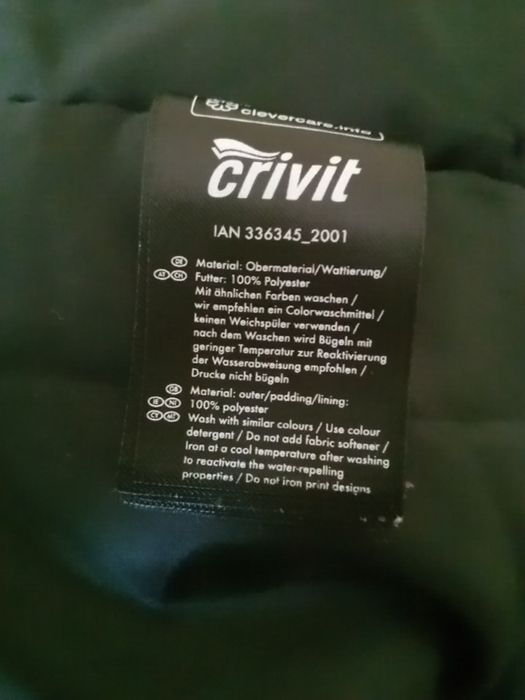 clevercare.info
crivit
IAN 336345_2001
DE Material: Obermaterial/Wattierung/
AT CH Futter: 100% Polyester
Mit ähnlichen Farben waschen /
wir empfehlen ein Colorwaschmittel /
keinen Weichspüler verwenden /
nach dem Waschen wird Bügeln mit
geringer Temperatur zur Reaktivierung
der Wasserabweisung empfohlen /
Drucke nicht bügeln
GB Material: outer/padding/lining:
IE NI 100% polyester
CY MT Wash with similar colours / Use colour
detergent / Do not add fabric softener /
Iron at a cool temperature after washing
to reactivate the water-repelling
properties / Do not iron print designs